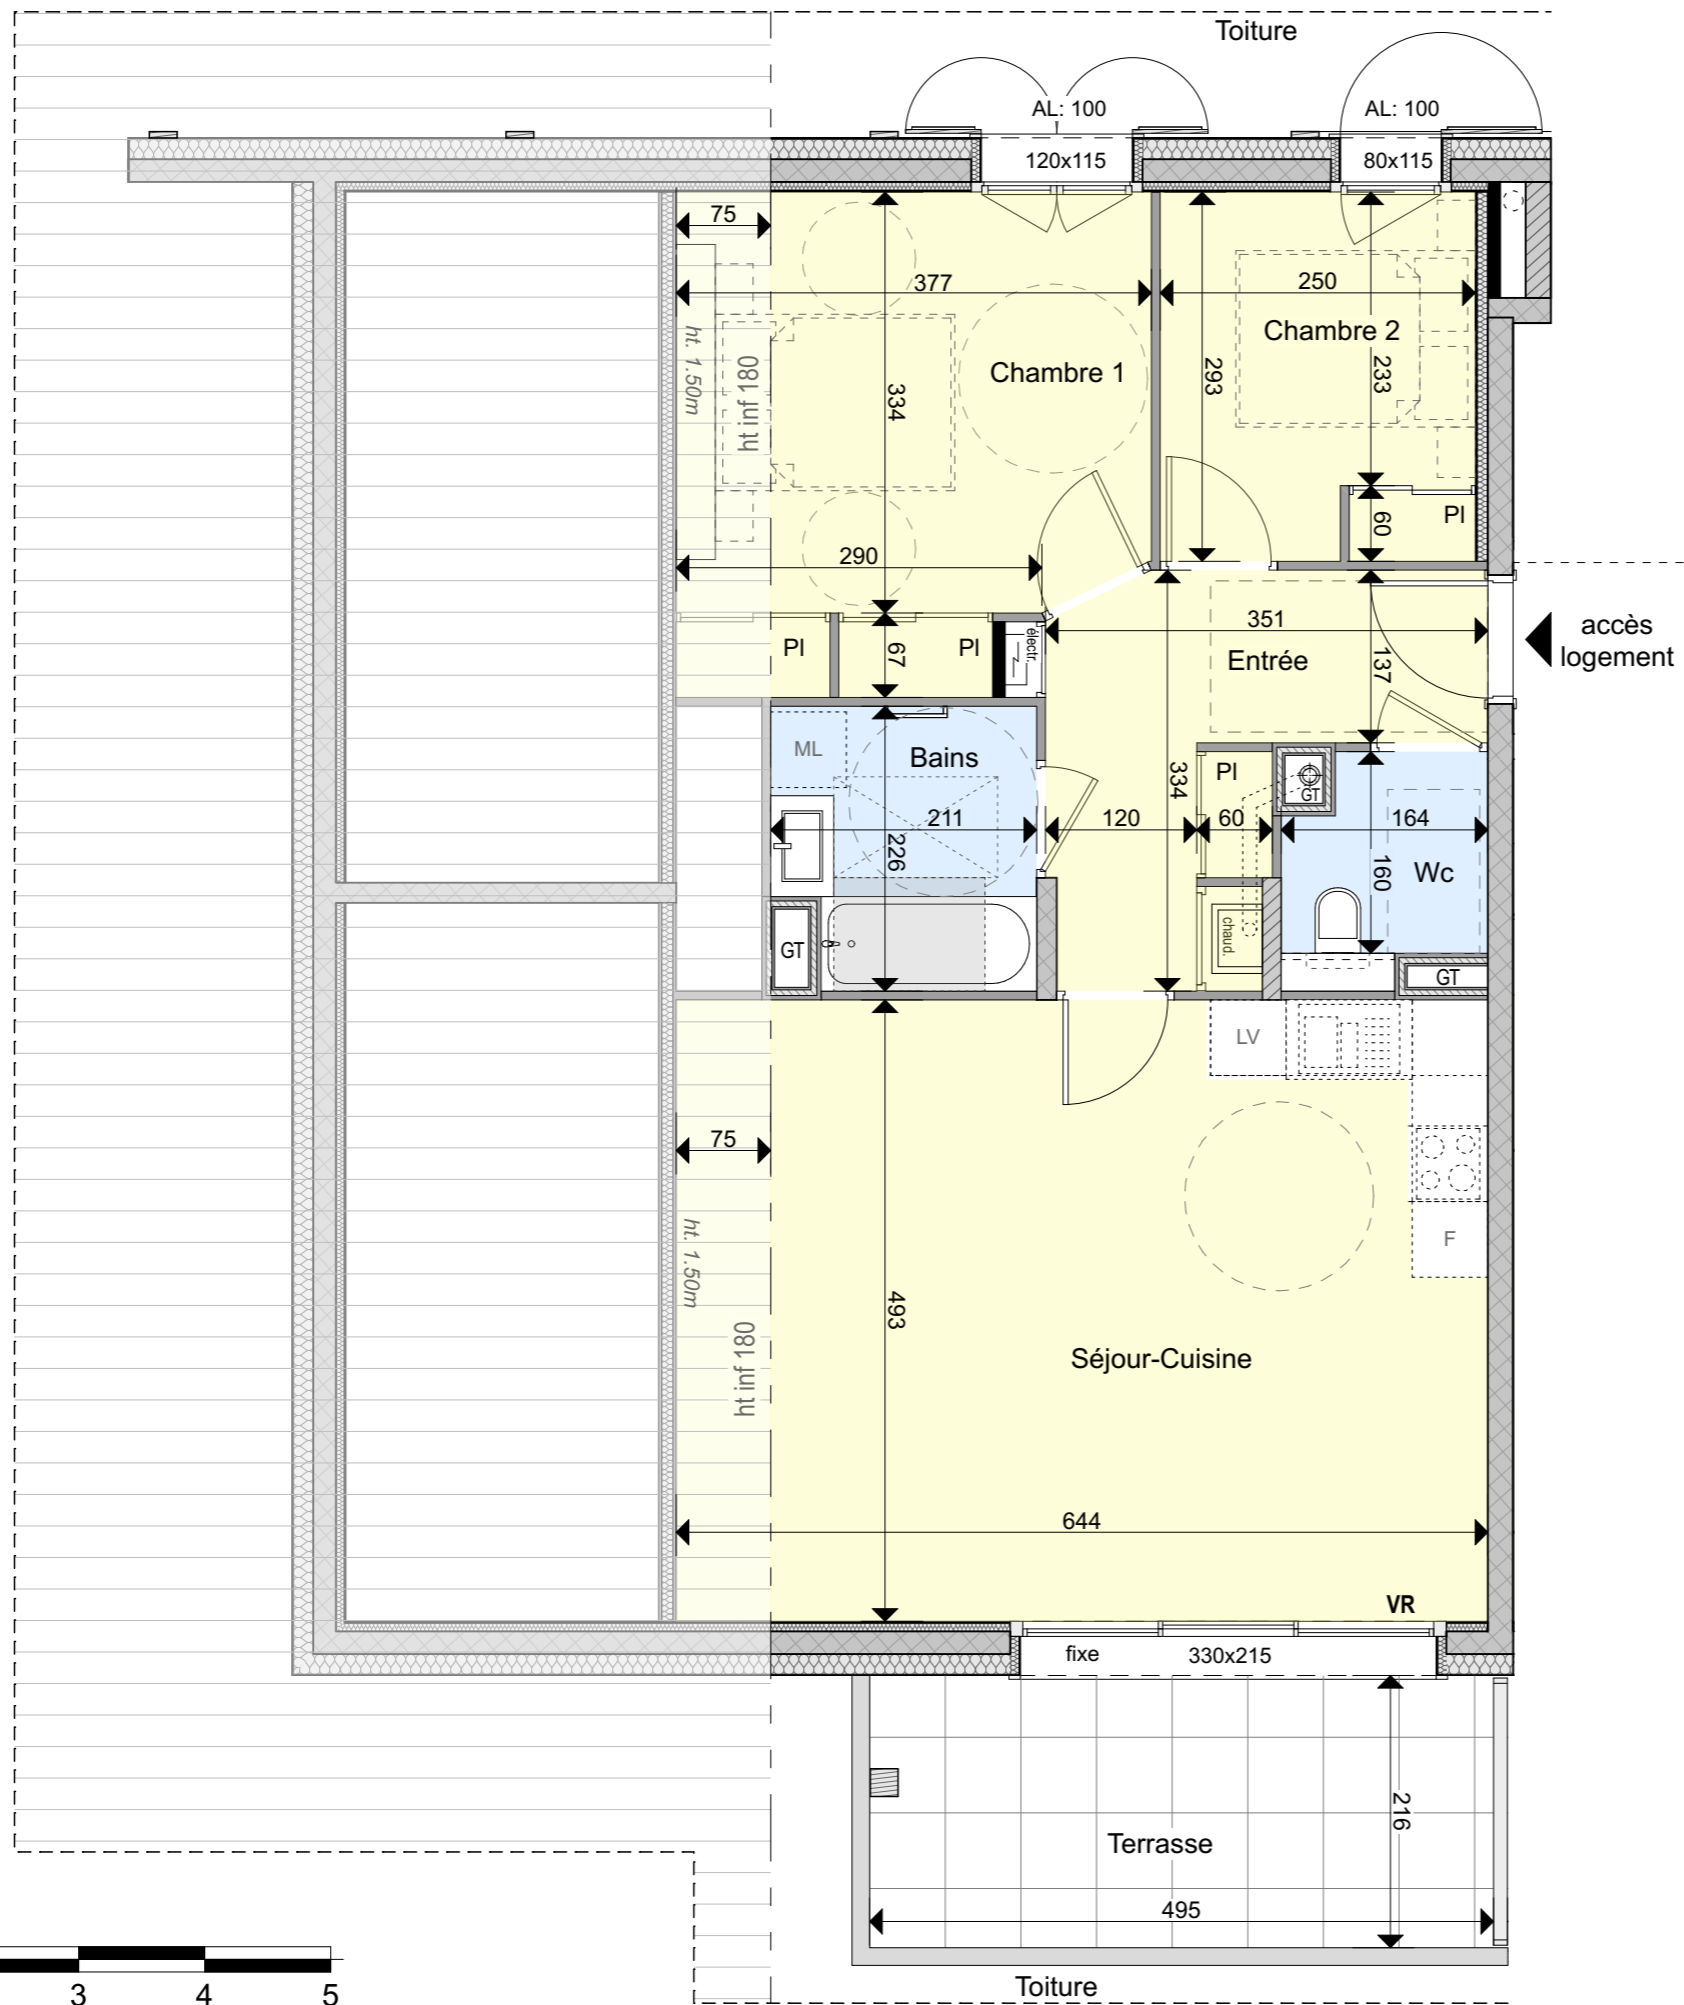 Toiture
AL: 100
AL: 100
120x115
80x115
75
377
250
Chambre 2
ht. 1.50m
ht inf 180
Chambre 1
334
293
233
60
Pl
290
351
accès
logement
Pl
67
Pl
électr.
Entrée
137
ML
Bains
334
Pl
GT
211
226
120
60
164
160
Wc
GT
chaud.
GT
LV
75
F
ht. 1.50m
493
ht inf 180
Séjour-Cuisine
644
VR
fixe
330x215
216
Terrasse
495
3
4
5
Toiture